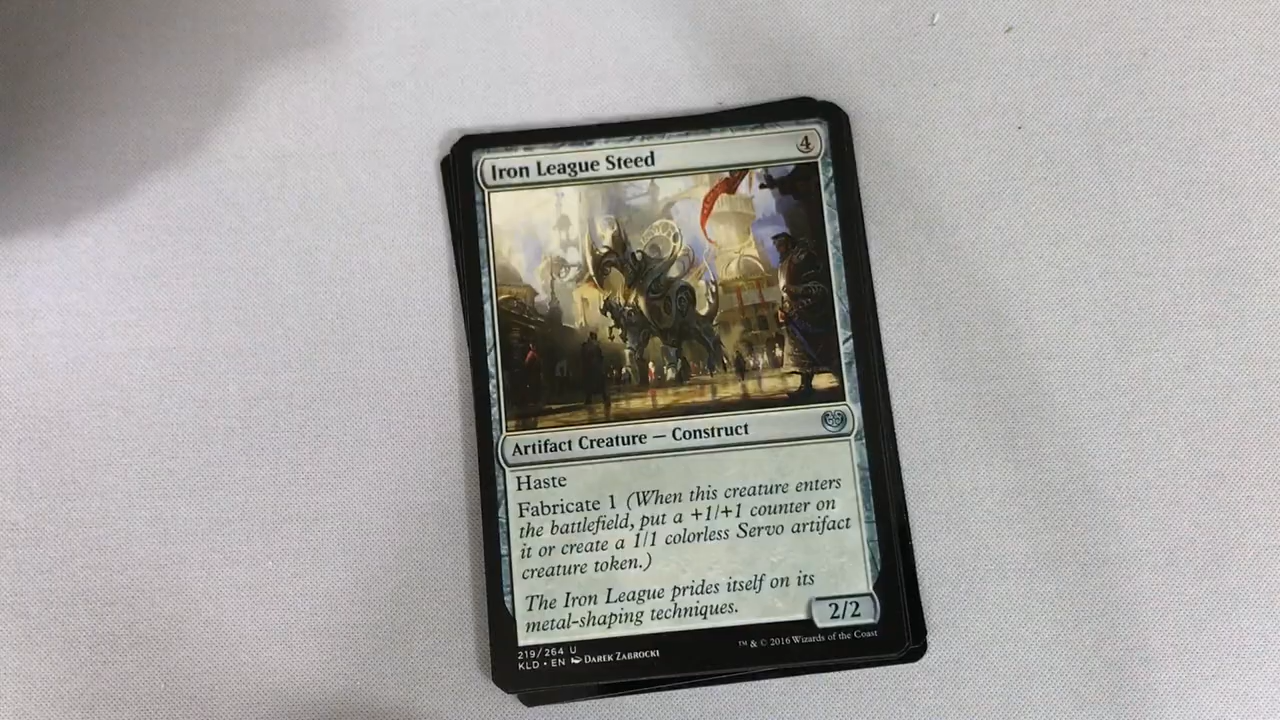 Iron League Steed 4
Artifact Creature — Construct
Haste
Fabricate 1 (When this creature enters
the battlefield, put a +1/+1 counter on
it or create a 1/1 colorless Servo artifact
creature token.)
The Iron League prides itself on its
metal-shaping techniques.
2/2
219/264 U
KLD • EN DAREK ZABROCKI
™ & © 2016 Wizards of the Coast